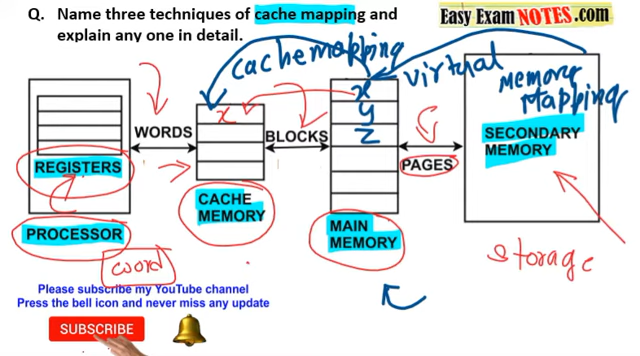 Q. Name three techniques of cache mapping and
explain any one in detail.
Easy Exam NOTES.com
cache mapping
virtual
memory
mapping
x
x
y
z
WORDS
BLOCKS
PAGES
REGISTERS
PROCESSOR
CACHE
MEMORY
MAIN
MEMORY
SECONDARY
MEMORY
word
storage
Please subscribe my YouTube channel
Press the bell icon and never miss any update
SUBSCRIBE